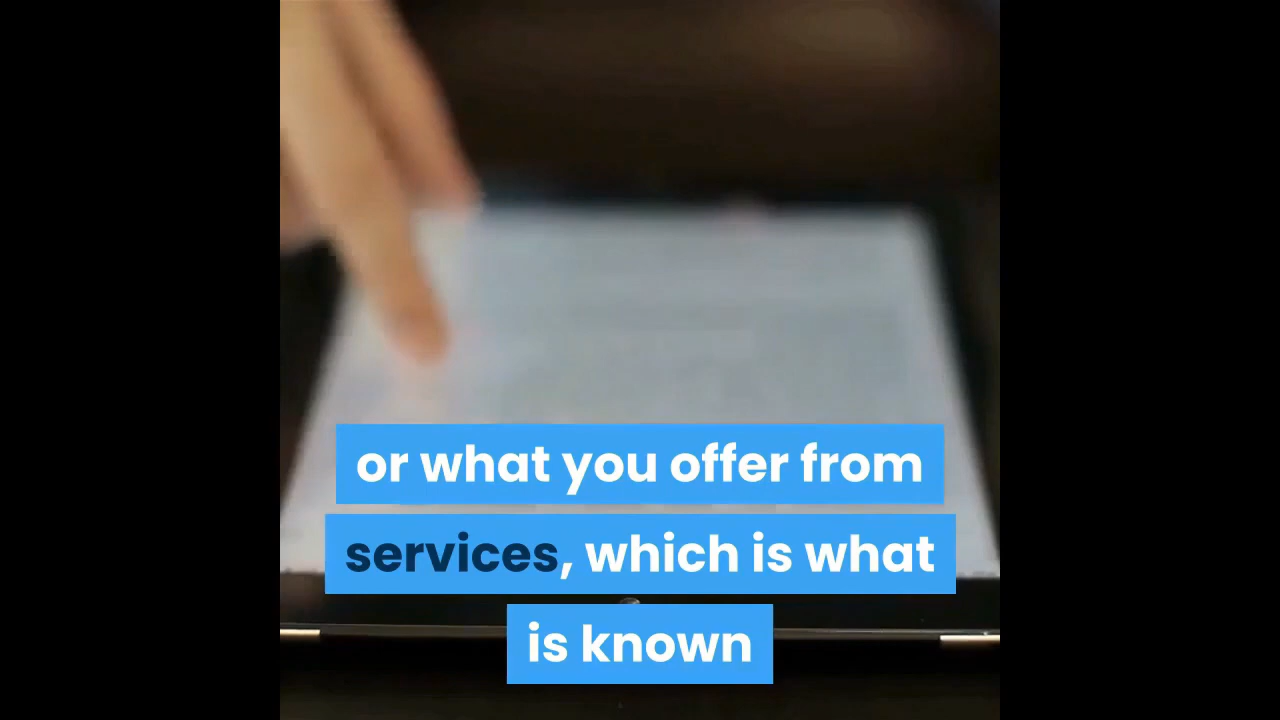 or what you offer from
services, which is what
is known